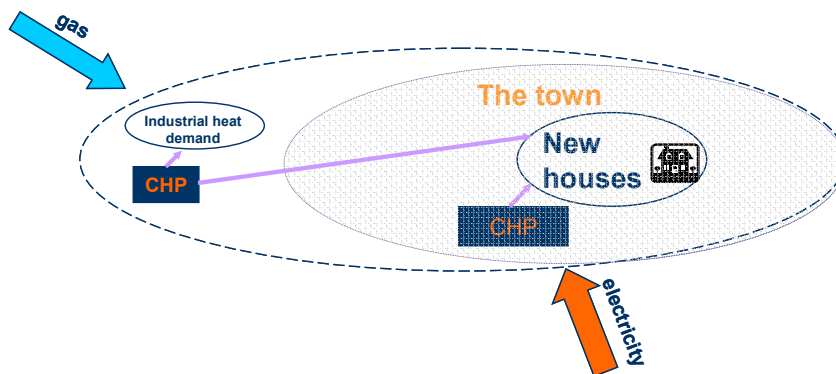 gas
The town
Industrial heat
demand
New
houses
CHP
CHP
electricity